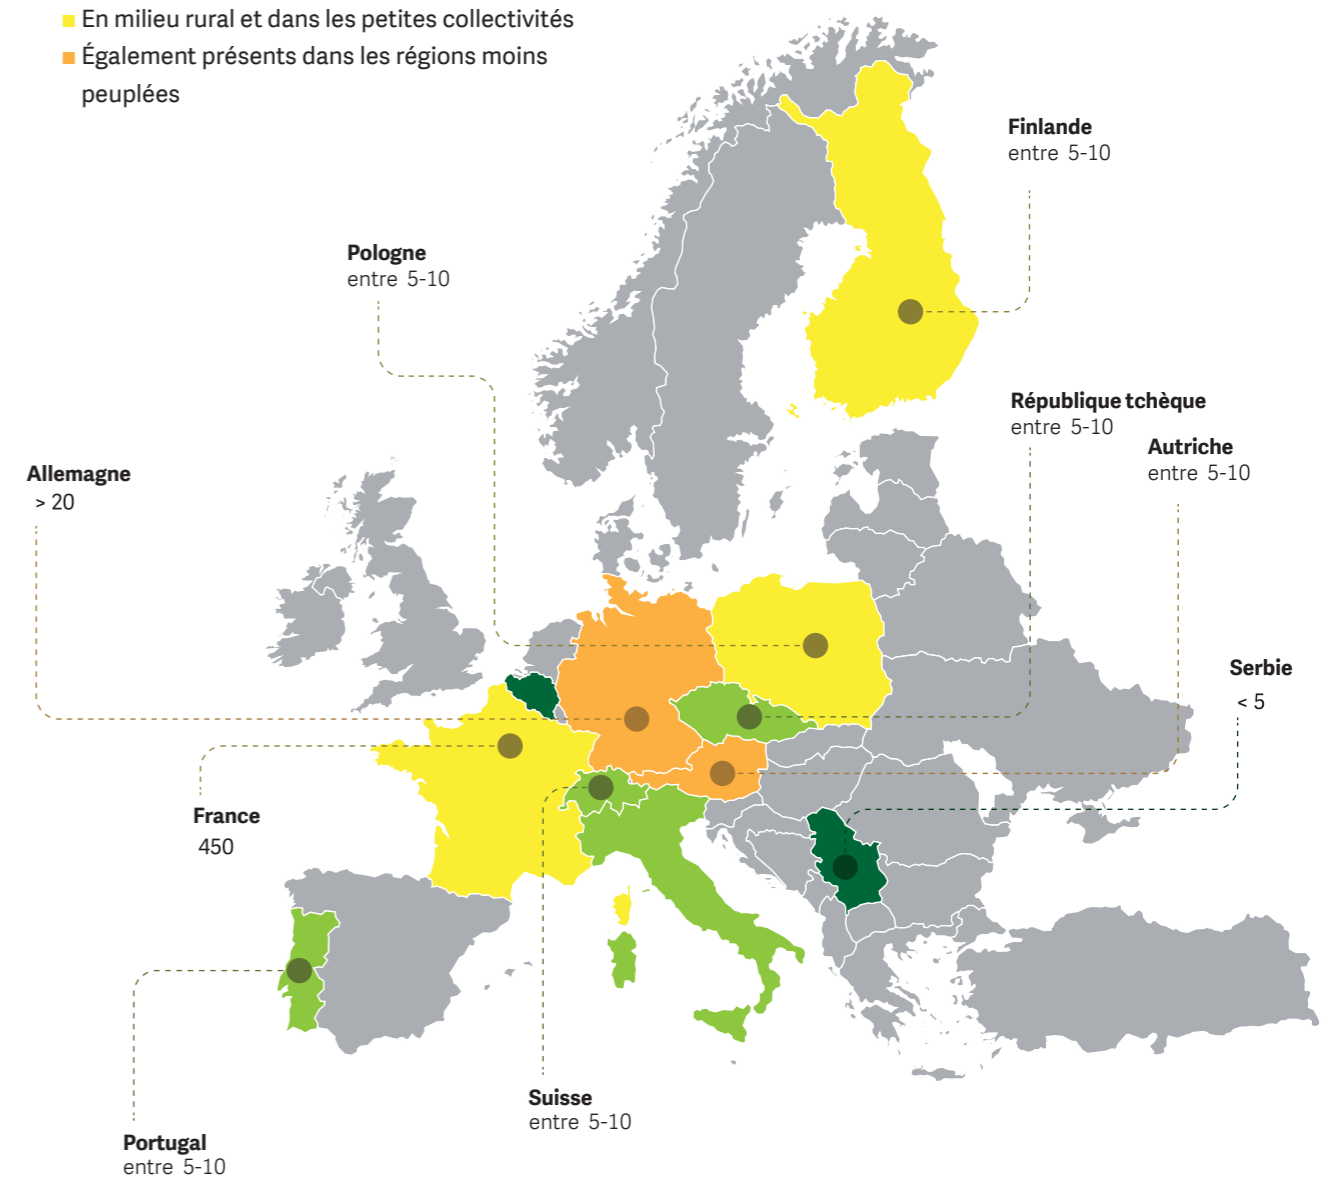 En milieu rural et dans les petites collectivités
Également présents dans les régions moins
peuplées
Finlande
entre 5-10
Pologne
entre 5-10
République tchèque
entre 5-10
Autriche
entre 5-10
Allemagne
> 20
Serbie
< 5
France
450
Suisse
entre 5-10
Portugal
entre 5-10